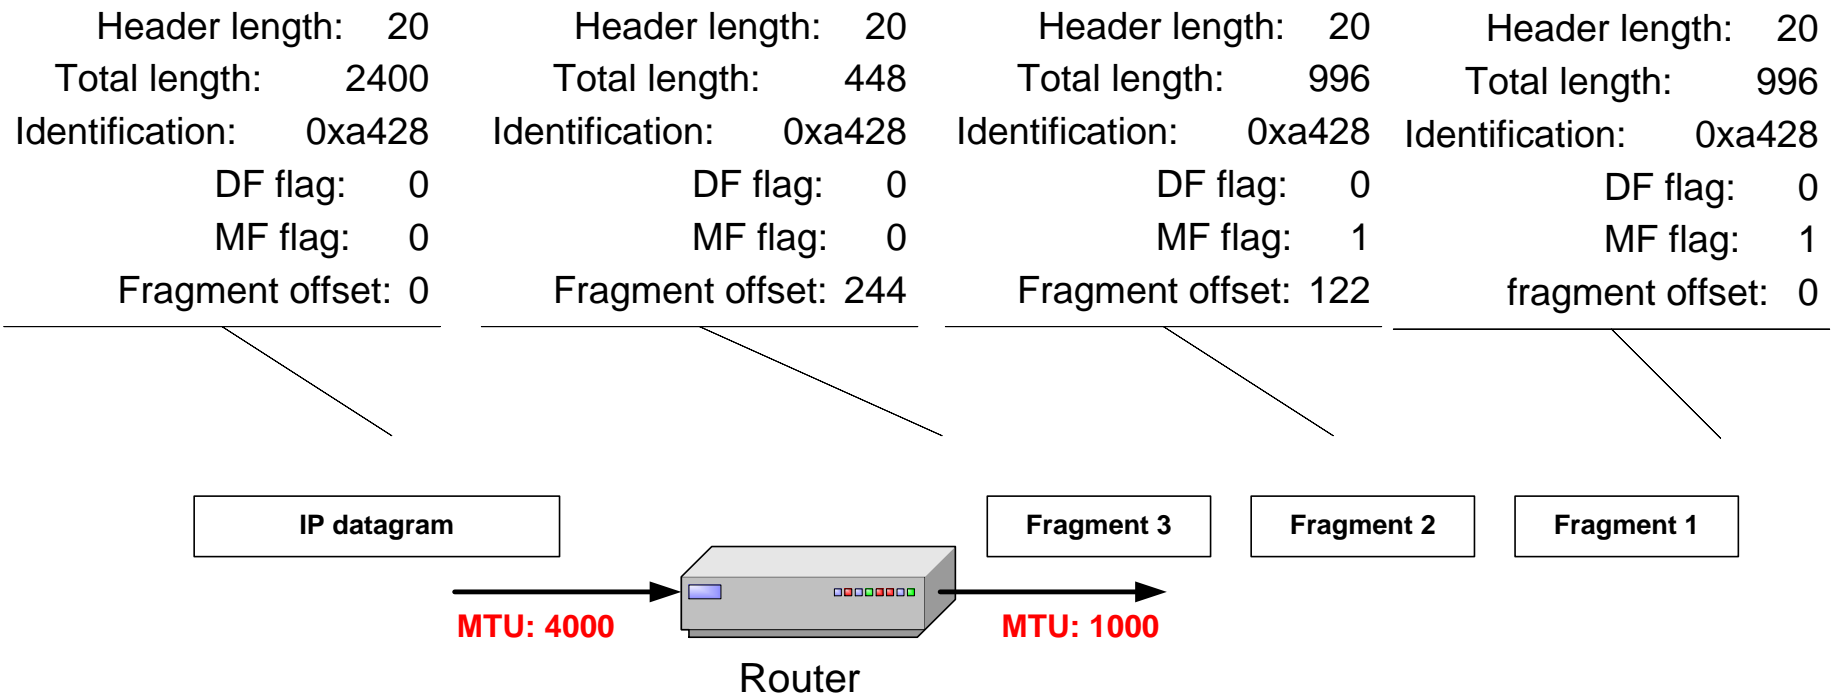 Header length: 20
Total length: 2400
Identification: 0xa428
DF flag: 0
MF flag: 0
Fragment offset: 0
Header length: 20
Total length: 448
Identification: 0xa428
DF flag: 0
MF flag: 0
Fragment offset: 244
Header length: 20
Total length: 996
Identification: 0xa428
DF flag: 0
MF flag: 1
Fragment offset: 122
Header length: 20
Total length: 996
Identification: 0xa428
DF flag: 0
MF flag: 1
fragment offset: 0
IP datagram
Fragment 3
Fragment 2
Fragment 1
MTU: 4000
MTU: 1000
Router